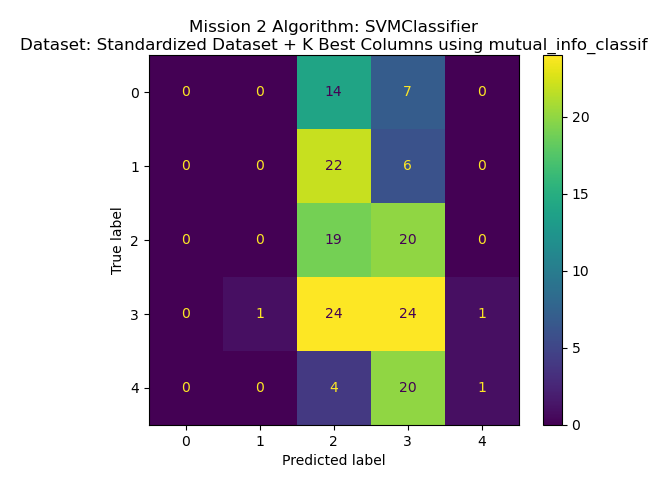 Mission 2 Algorithm: SVMClassifier
Dataset: Standardized Dataset + K Best Columns using mutual_info_classif
0 0 0 14 7 0
1 0 0 22 6 0
2 0 0 19 20 0
3 0 1 24 24 1
4 0 0 4 20 1
0 1 2 3 4
True label
Predicted label
20
15
10
5
0